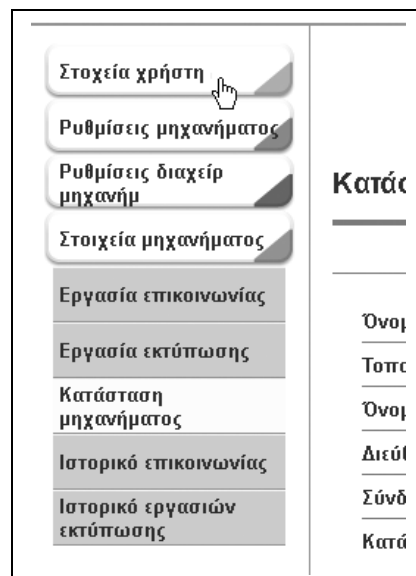 Στοχεία χρήστη
Ρυθμίσεις μηχανήματος
Ρυθμίσεις διαχείρ
μηχανήμ
Στοιχεία μηχανήματος
Εργασία επικοινωνίας
Εργασία εκτύπωσης
Κατάσταση
μηχανήματος
Ιστορικό επικοινωνίας
Ιστορικό εργασιών
εκτύπωσης